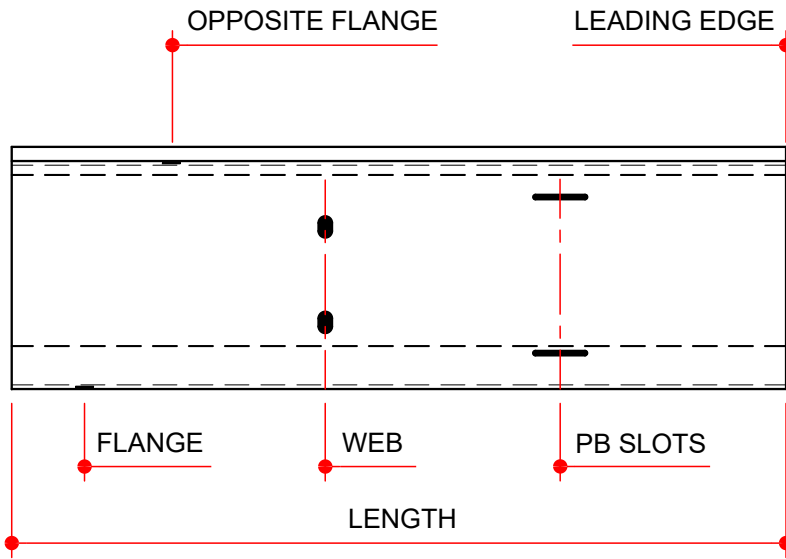 OPPOSITE FLANGE
LEADING EDGE
FLANGE
WEB
PB SLOTS
LENGTH